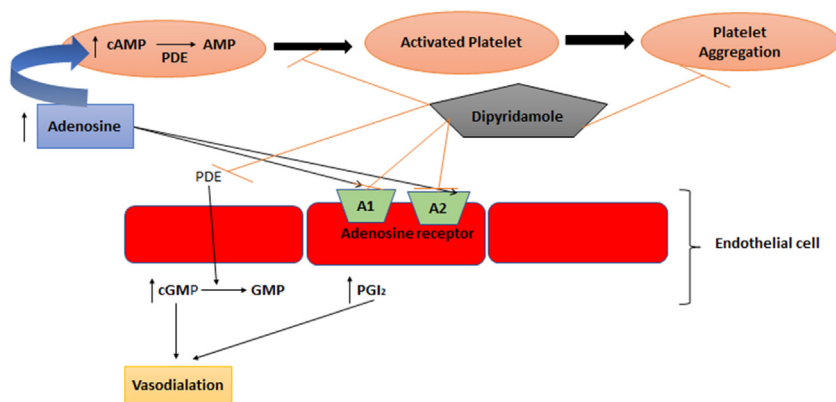 cAMP → AMP
PDE
Activated Platelet
Platelet
Aggregation
Dipyridamole
Adenosine
PDE
A1
A2
Adenosine receptor
Endothelial cell
cGMP → GMP
PGI₂
Vasodialation